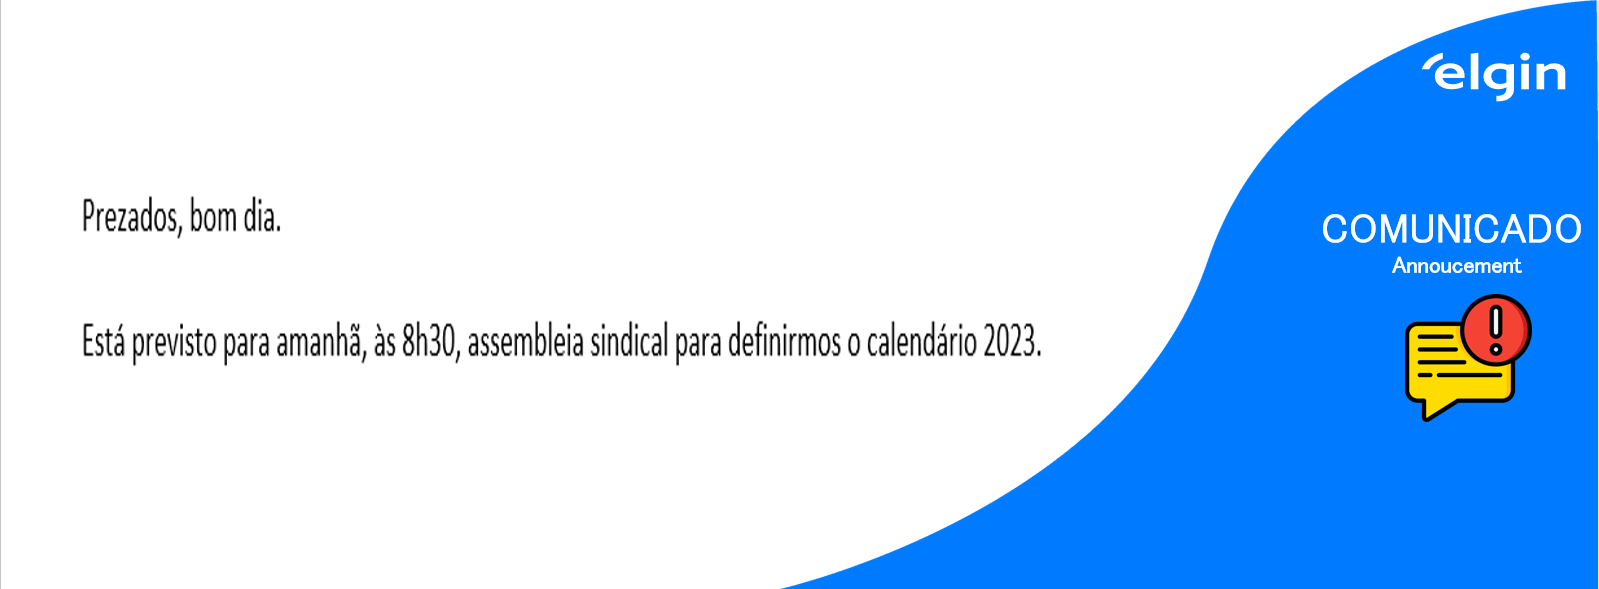 elgin
Prezados, bom dia.
COMUNICADO
Annoucement
Está previsto para amanhã, às 8h30, assembleia sindical para definirmos o calendário 2023.